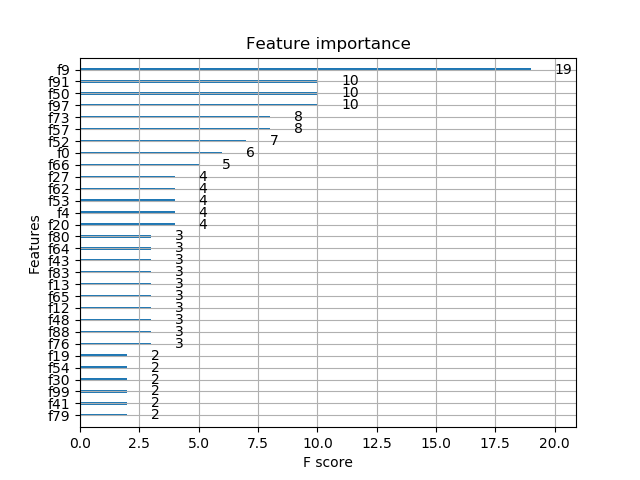 Feature importance
f9 19
f91 10
f50 10
f97 10
f73 8
f57 8
f52 7
f0 6
f66 5
f27 4
f62 4
f53 4
f4 4
f20 4
f80 3
f64 3
f43 3
f83 3
f13 3
f65 3
f12 3
f48 3
f88 3
f76 3
f19 2
f54 2
f30 2
f99 2
f41 2
f79 2
Features
0.0 2.5 5.0 7.5 10.0 12.5 15.0 17.5 20.0
F score